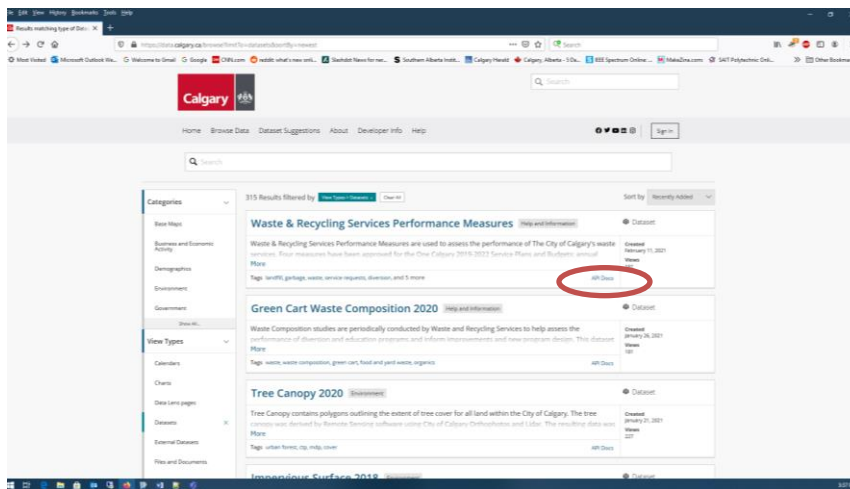 File Edit View History Bookmarks Tools Help
Results matching type of Data
https://data.calgary.ca/browse?limitTo=datasets&sortBy=newest
Search
Most Visited Microsoft Outlook We... Welcome to Gmail Google CNN.com reddit: what's new onli... Slashdot News for ner... Southern Alberta Instit... Calgary Herald Calgary, Alberta - 5 Da... IEEE Spectrum Online ... MakeZine.com: SAIT Polytechnic Onli... Other Bookmarks
Calgary
Search
Home Browse Data Dataset Suggestions About Developer Info Help
Sign In
Search
Categories
Base Maps
Business and Economic Activity
Demographics
Environment
Government
Show All...
View Types
Calendars
Charts
Data Lens pages
Datasets
External Datasets
Files and Documents
315 Results filtered by View Types > Datasets Clear All
Sort by Recently Added
Waste & Recycling Services Performance Measures Help and Information
Dataset
Waste & Recycling Services Performance Measures are used to assess the performance of The City of Calgary's waste
services. Four measures have been approved for the One Calgary 2019-2022 Service Plans and Budgets: annual
More
Created
February 11, 2021
Views
Tags landfill, garbage, waste, service requests, diversion, and 5 more
API Docs
Green Cart Waste Composition 2020 Help and Information
Dataset
Waste Composition studies are periodically conducted by Waste and Recycling Services to help assess the
performance of diversion and education programs and inform improvements and new program design. This dataset
More
Created
January 26, 2021
Views
181
Tags waste, waste composition, green cart, food and yard waste, organics
API Docs
Tree Canopy 2020 Environment
Dataset
Tree Canopy contains polygons outlining the extent of tree cover for all land within the City of Calgary. The tree
canopy was derived by Remote Sensing software using City of Calgary Orthophotos and Lidar. The resulting data was
More
Created
January 21, 2021
Views
227
Tags urban forest, cip, mdp, cover
API Docs
Impervious Surface 2018 Environment
Dataset